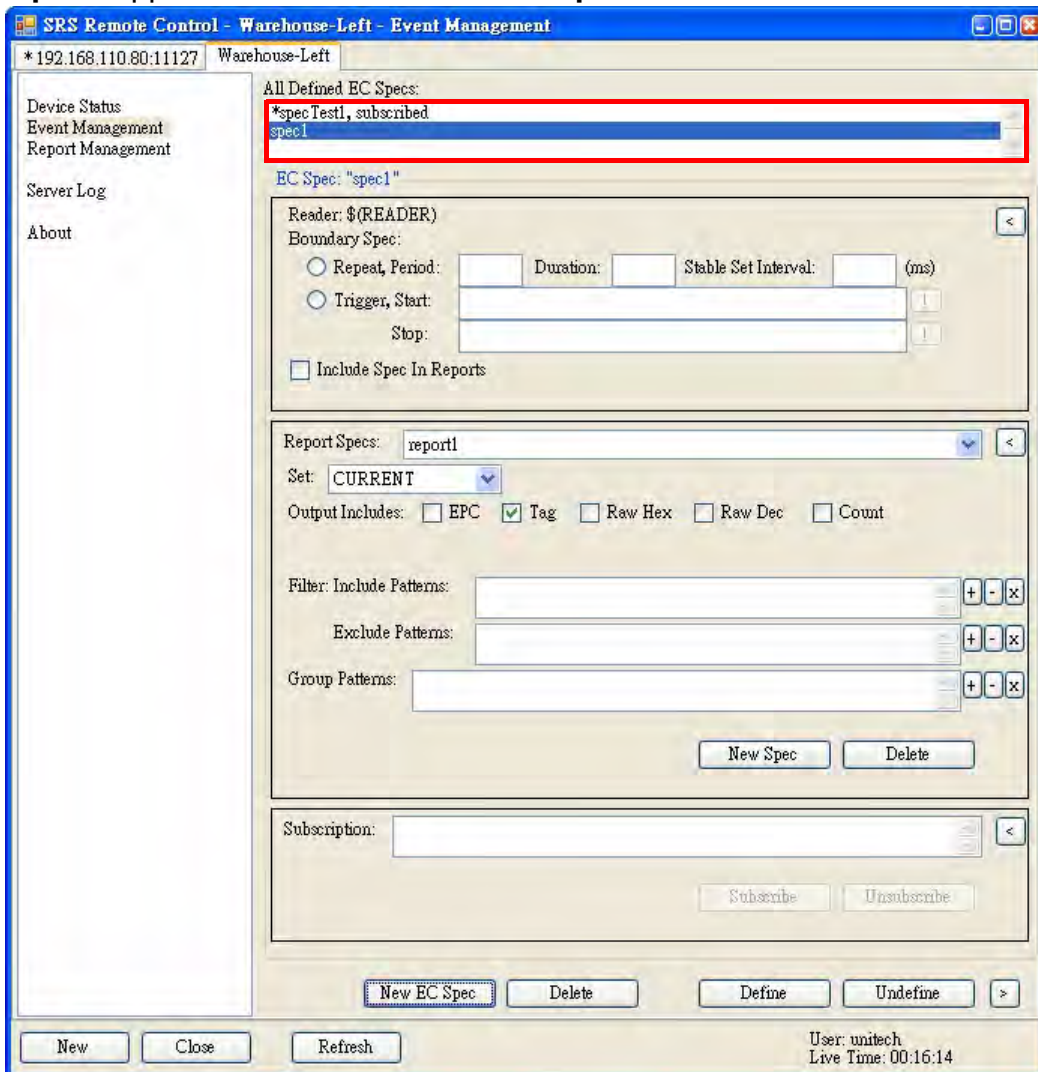 SRS Remote Control - Warehouse-Left - Event Management
*192.168.110.80:11127 Warehouse-Left
Device Status
Event Management
Report Management
Server Log
About
All Defined EC Specs:
*specTest1, subscribed
spec1
EC Spec: "spec1"
Reader: $(READER)
<
Boundary Spec:
Repeat, Period: Duration: Stable Set Interval: (ms)
Trigger, Start: !
Stop: !
Include Spec In Reports
Report Specs: report1 <
Set: CURRENT
Output Includes: EPC Tag Raw Hex Raw Dec Count
Filter: Include Patterns: + - x
Exclude Patterns: + - x
Group Patterns: + - x
New Spec Delete
Subscription: <
Subscribe Unsubscribe
New EC Spec Delete Define Undefine >
New Close Refresh
User: unitech
Live Time: 00:16:14